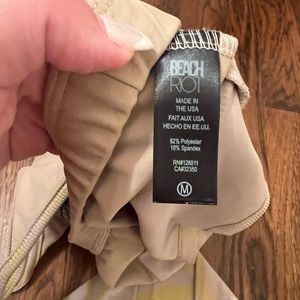 BEACH
RIOT
MADE IN
THE USA
FAIT AUX USA
HECHO EN EE.UU.
82% Polyester
18% Spandex
RN#126811
CA#32350
M